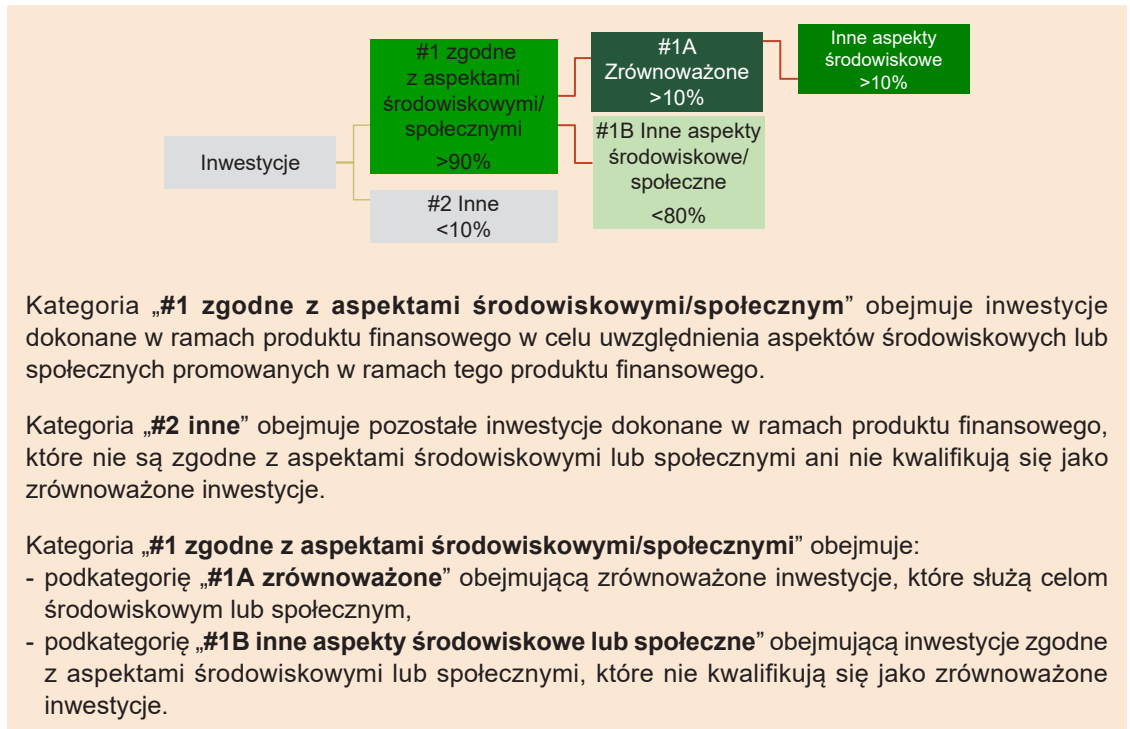 Inwestycje
#1 zgodne
z aspektami
środowiskowymi/
społecznymi
>90%
#2 Inne
<10%
#1A
Zrównoważone
>10%
#1B Inne aspekty
środowiskowe/
społeczne
<80%
Inne aspekty
środowiskowe
>10%
Kategoria „#1 zgodne z aspektami środowiskowymi/społecznym” obejmuje inwestycje
dokonane w ramach produktu finansowego w celu uwzględnienia aspektów środowiskowych lub
społecznych promowanych w ramach tego produktu finansowego.
Kategoria „#2 inne” obejmuje pozostałe inwestycje dokonane w ramach produktu finansowego,
które nie są zgodne z aspektami środowiskowymi lub społecznymi ani nie kwalifikują się jako
zrównoważone inwestycje.
Kategoria „#1 zgodne z aspektami środowiskowymi/społecznymi” obejmuje:
- podkategorię „#1A zrównoważone” obejmującą zrównoważone inwestycje, które służą celom
środowiskowym lub społecznym,
- podkategorię „#1B inne aspekty środowiskowe lub społeczne” obejmującą inwestycje zgodne
z aspektami środowiskowymi lub społecznymi, które nie kwalifikują się jako zrównoważone
inwestycje.